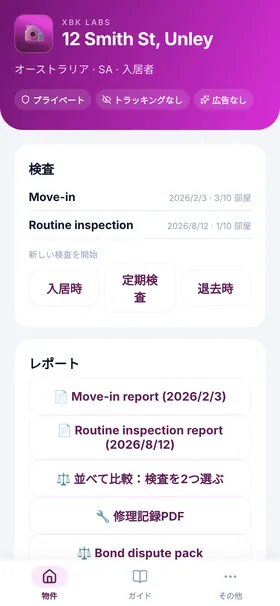 XBK LABS
12 Smith St, Unley
オーストラリア · SA · 入居者
プライベート
トラッキングなし
広告なし
検査
Move-in
2026/2/3 · 3/10 部屋
Routine inspection
2026/8/12 · 1/10 部屋
新しい検査を開始
入居時
定期検
査
退去時
レポート
📄 Move-in report (2026/2/3)
📄 Routine inspection report
(2026/8/12)
⚖️ 並べて比較：検査を2つ選ぶ
🔧 修理記録PDF
⚖️ Bond dispute pack
物件
ガイド
その他